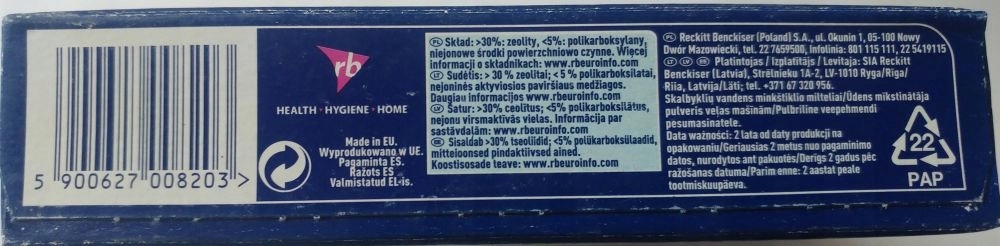 5 900627 008203 >
rb
HEALTH · HYGIENE · HOME
Made in EU.
Wyprodukowano w UE.
Pagaminta ES.
Ražots ES
Valmistatud EL-is.
PL Skład: >30%: zeolity, <5%: polikarboksylany,
niejonowe środki powierzchniowo czynne. Więcej
informacji o składnikach: www.rbeuroinfo.com
LT Sudėtis: > 30 % zeolitai; < 5 % polikarboksilatai,
nejoninės aktyviosios paviršiaus medžiagos.
Daugiau informacijos www.rbeuroinfo.com
LV Satur: >30% ceolītus; <5% polikarboksilātus,
nejonu virsmaktīvās vielas. Informācija par
sastāvdaļām: www.rbeuroinfo.com
EE Sisaldab >30% tseoliidid; <5% polükarboksülaadid,
mitteioonsed pindaktiivsed ained.
Koostisosade teave: www.rbeuroinfo.com
PL Reckitt Benckiser (Poland) S.A., ul. Okunin 1, 05-100 Nowy
Dwór Mazowiecki, tel. 22 7659500, Infolinia: 801 115 111, 22 5419115
LT LV EE Platintojas / Izplatītājs / Levitaja: SIA Reckitt
Benckiser (Latvia), Strēlnieku 1A-2, LV-1010 Ryga/Rīga/
Riia, Latvija/Läti; tel. +371 67 320 956.
Skalbyklių vandens minkštiklio milteliai/Ūdens mīkstinātāja
pulveris veļas mašīnām/Pulbriline veepehmendi
pesumasinatele.
Data ważności: 2 lata od daty produkcji na
opakowaniu/Geriausias 2 metus nuo pagaminimo
datos, nurodytos ant pakuotės/Derīgs 2 gadus pēc
ražošanas datuma/Parim enne: 2 aastat peale
tootmiskuupäeva.
22
PAP